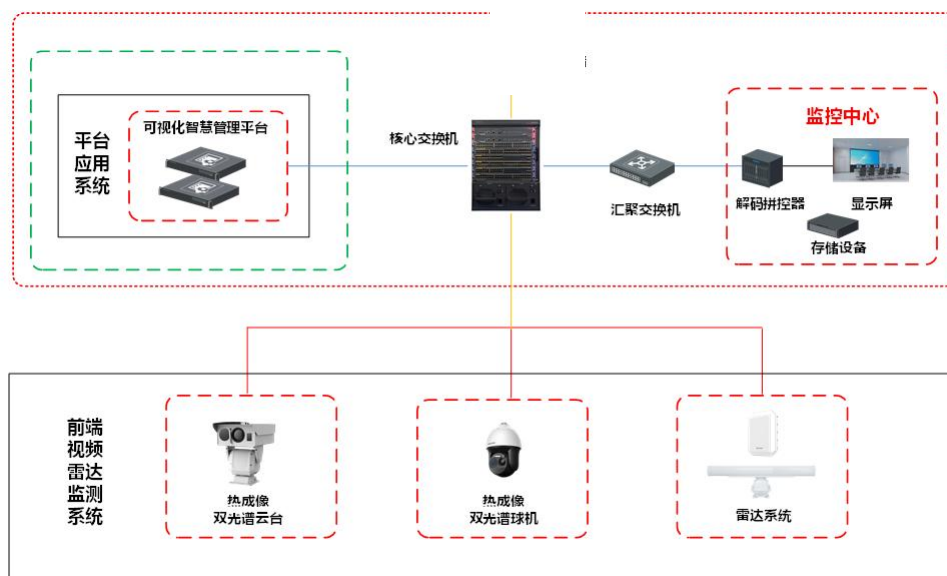 平台
应用
系统
可视化智慧管理平台
核心交换机
汇聚交换机
监控中心
解码拼控器
显示屏
存储设备
前端
视频
雷达
监测
系统
热成像
双光谱云台
热成像
双光谱球机
雷达系统